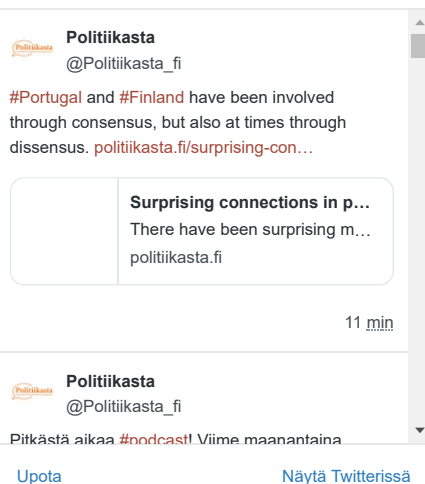 Politiikasta
Politiikasta
@Politiikasta_fi
#Portugal and #Finland have been involved
through consensus, but also at times through
dissensus. politiikasta.fi/surprising-con…
Surprising connections in p…
There have been surprising m…
politiikasta.fi
11 min
Politiikasta
Politiikasta
@Politiikasta_fi
Pitkästä aikaa #podcast! Viime maanantaina
Upota
Näytä Twitterissä